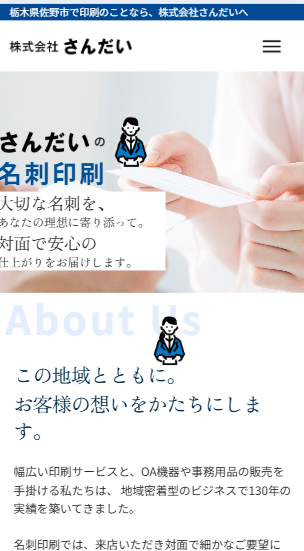 栃木県佐野市で印刷のことなら、株式会社さんだいへ
株式会社 さんだい
さんだいの
名刺印刷
大切な名刺を、
あなたの理想に寄り添って。
対面で安心の
仕上がりをお届けします。
About Us
この地域とともに。
お客様の想いをかたちにしま
す。
幅広い印刷サービスと、OA機器や事務用品の販売を
手掛ける私たちは、 地域密着型のビジネスで130年の
実績を築いてきました。
名刺印刷では、来店いただき対面で細かなご要望に